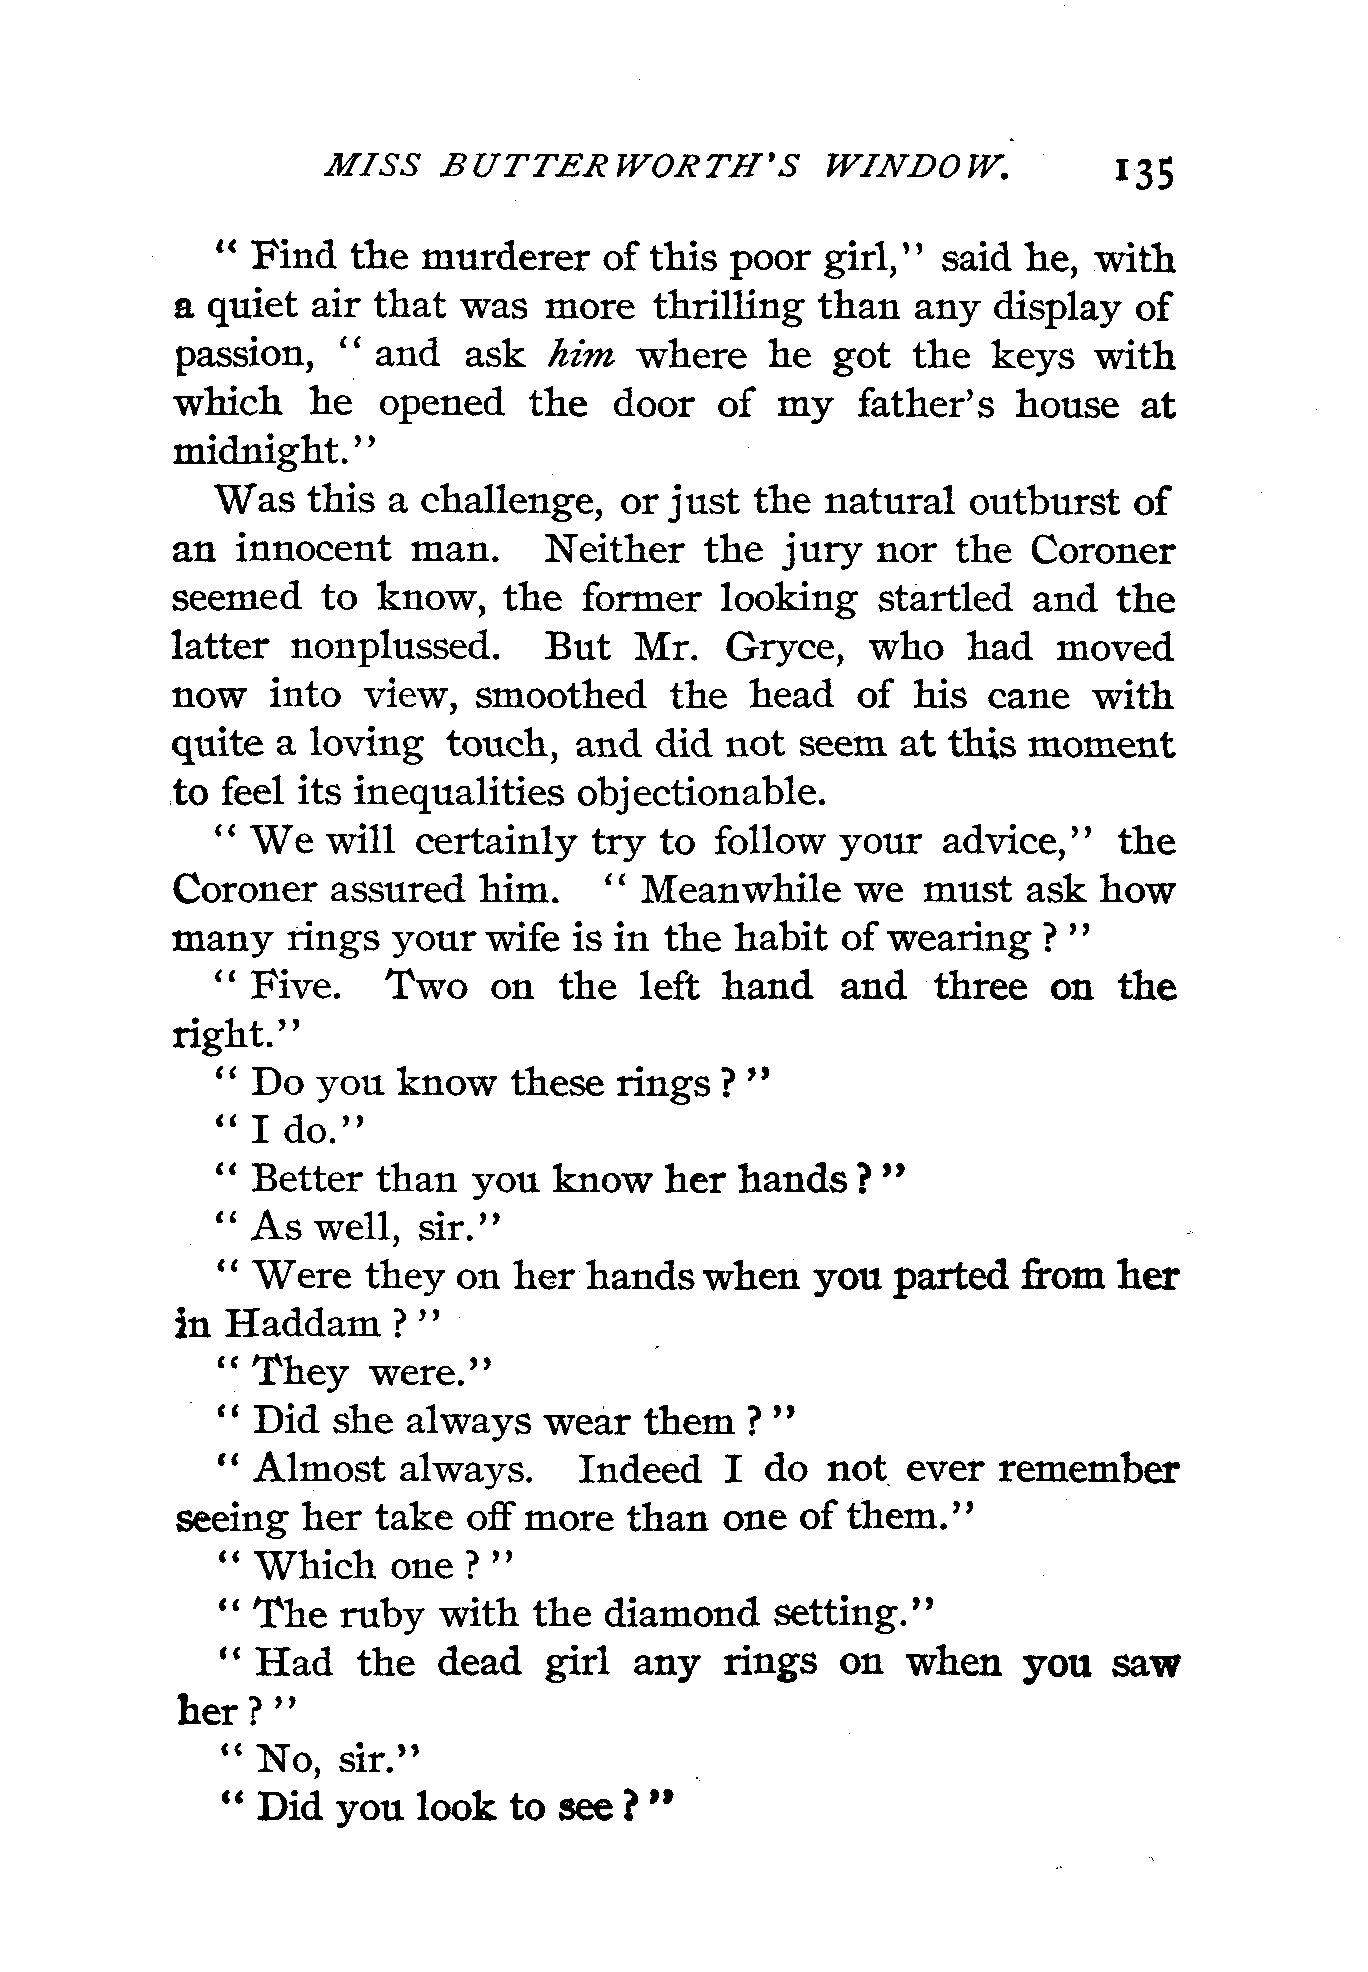 MISS BUTTERWORTH'S WINDOW. 135
“ Find the murderer of this poor girl,” said he, with
a quiet air that was more thrilling than any display of
passion, “ and ask him where he got the keys with
which he opened the door of my father's house at
midnight.”
Was this a challenge, or just the natural outburst of
an innocent man. Neither the jury nor the Coroner
seemed to know, the former looking startled and the
latter nonplussed. But Mr. Gryce, who had moved
now into view, smoothed the head of his cane with
quite a loving touch, and did not seem at this moment
to feel its inequalities objectionable.
“ We will certainly try to follow your advice,” the
Coroner assured him. “ Meanwhile we must ask how
many rings your wife is in the habit of wearing ? ”
“ Five. Two on the left hand and three on the
right.”
“ Do you know these rings ? ”
“ I do.”
“ Better than you know her hands ? ”
“ As well, sir.”
“ Were they on her hands when you parted from her
in Haddam ? ”
“ They were.”
“ Did she always wear them ? ”
“ Almost always. Indeed I do not ever remember
seeing her take off more than one of them.”
“ Which one ? ”
“ The ruby with the diamond setting.”
“ Had the dead girl any rings on when you saw
her ? ”
“ No, sir.”
“ Did you look to see ? ”